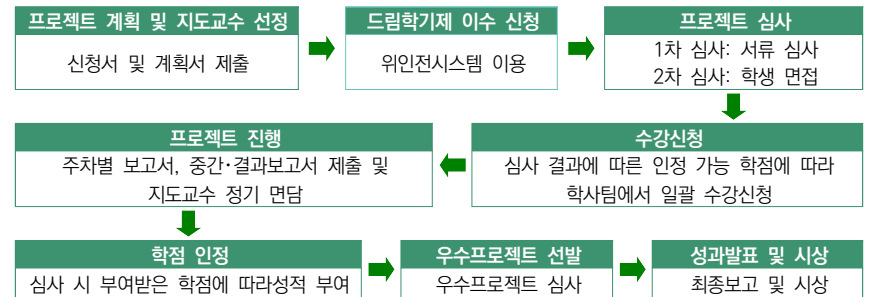 프로젝트 계획 및 지도교수 선정
신청서 및 계획서 제출
드림학기제 이수 신청
위인전시스템 이용
프로젝트 심사
1차 심사: 서류 심사
2차 심사: 학생 면접
수강신청
심사 결과에 따른 인정 가능 학점에 따라
학사팀에서 일괄 수강신청
프로젝트 진행
주차별 보고서, 중간·결과보고서 제출 및
지도교수 정기 면담
학점 인정
심사 시 부여받은 학점에 따라성적 부여
우수프로젝트 선발
우수프로젝트 심사
성과발표 및 시상
최종보고 및 시상